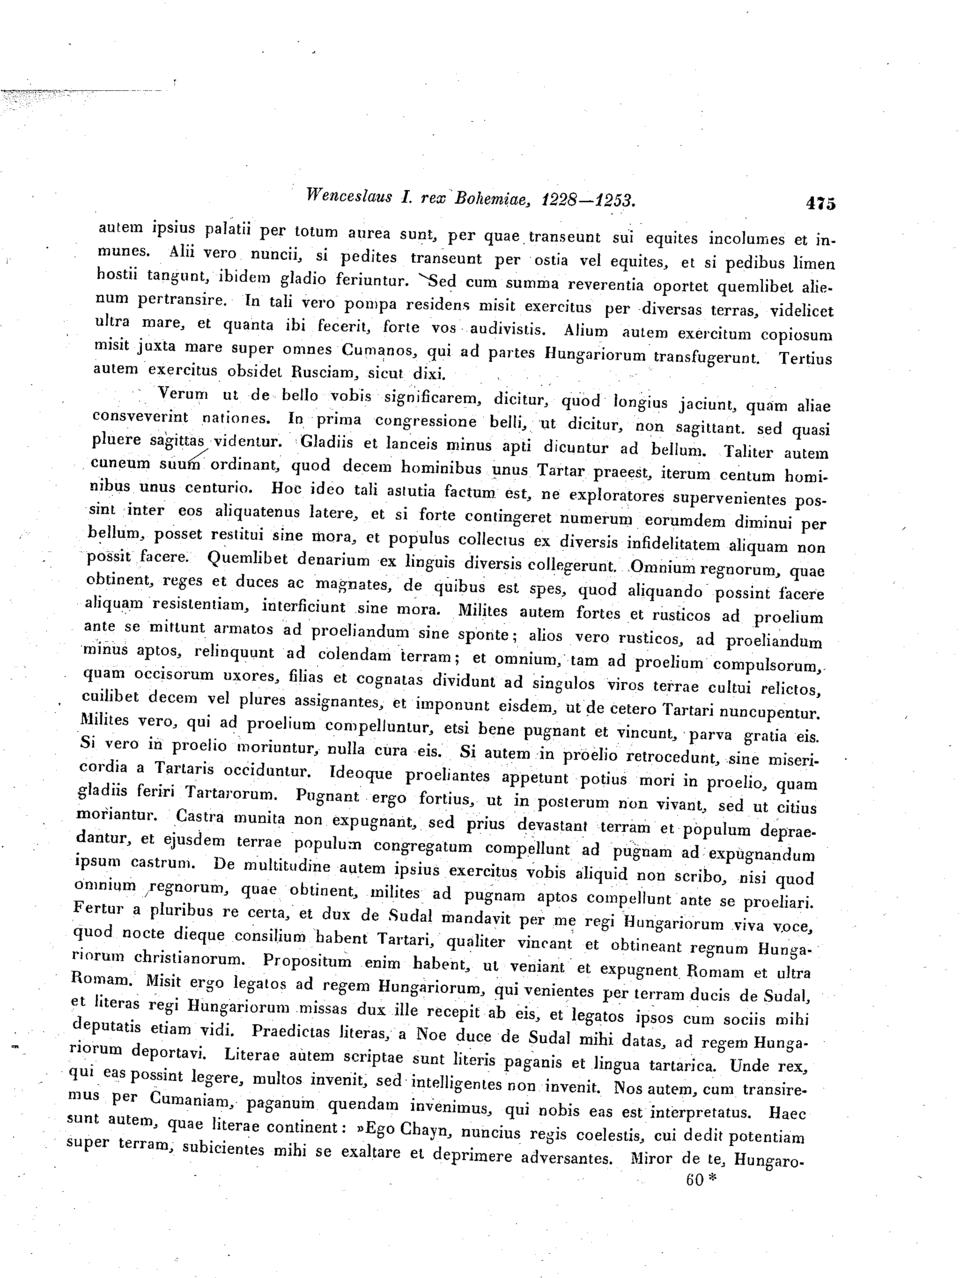 Wenceslaus I. rex Bohemiae, 1228—1253. 475
autem ipsius palatii per totum aurea sunt, per quae transeunt sui equites incolumes et in-
munes. Alii vero nuncii, si pedites transeunt per ostia vel equites, et si pedibus limen
hostii tangunt, ibidem gladio feriuntur. Sed cum summa reverentia oportet quemlibet alie-
num pertransire. In tali vero pompa residens misit exercitus per diversas terras, videlicet
ultra mare, et quanta ibi fecerit, forte vos audivistis. Alium autem exercitum copiosum
misit juxta mare super omnes Cumanos, qui ad partes Hungariorum transfugerunt. Tertius
autem exercitus obsidet Rusciam, sicut dixi.
Verum ut de bello vobis significarem, dicitur, quod longius jaciunt, quam aliae
consveverint nationes. In prima congressione belli, ut dicitur, non sagittant. sed quasi
pluere sagittas videntur. Gladiis et lanceis minus apti dicuntur ad bellum. Taliter autem
cuneum suum ordinant, quod decem hominibus unus Tartar praeest, iterum centum homi-
nibus unus centurio. Hoc ideo tali astutia factum est, ne exploratores supervenientes pos-
sint inter eos aliquatenus latere, et si forte contingeret numerum eorumdem diminui per
bellum, posset restitui sine mora, et populus collectus ex diversis infidelitatem aliquam non
possit facere. Quemlibet denarium ex linguis diversis collegerunt. Omnium regnorum, quae
obtinent, reges et duces ac magnates, de quibus est spes, quod aliquando possint facere
aliquam resistentiam, interficiunt sine mora. Milites autem fortes et rusticos ad proelium
ante se mittunt armatos ad proeliandum sine sponte; alios vero rusticos, ad proeliandum
minus aptos, relinquunt ad colendam terram; et omnium, tam ad proelium compulsorum,
quam occisorum uxores, filias et cognatas dividunt ad singulos viros terrae cultui relictos,
cuilibet decem vel plures assignantes, et imponunt eisdem, ut de cetero Tartari nuncupentur.
Milites vero, qui ad proelium compelluntur, etsi bene pugnant et vincunt, parva gratia eis.
Si vero in proelio moriuntur, nulla cura eis. Si autem in proelio retrocedunt, sine miseri-
cordia a Tartaris occiduntur. Ideoque proeliantes appetunt potius mori in proelio, quam
gladiis feriri Tartarorum. Pugnant ergo fortius, ut in posterum non vivant, sed ut citius
moriantur. Castra munita non expugnant, sed prius devastant terram et populum deprae-
dantur, et ejusdem terrae populum congregatum compellunt ad pugnam ad expugnandum
ipsum castrum. De multitudine autem ipsius exercitus vobis aliquid non scribo, nisi quod
omnium regnorum, quae obtinent, milites ad pugnam aptos compellunt ante se proeliari.
Fertur a pluribus re certa, et dux de Sudal mandavit per me regi Hungariorum viva voce,
quod nocte dieque consilium habent Tartari, qualiter vincant et obtineant regnum Hunga-
riorum christianorum. Propositum enim habent, ut veniant et expugnent Romam et ultra
Romam. Misit ergo legatos ad regem Hungariorum, qui venientes per terram ducis de Sudal,
et literas regi Hungariorum missas dux ille recepit ab eis, et legatos ipsos cum sociis mihi
deputatis etiam vidi. Praedictas literas, a Noe duce de Sudal mihi datas, ad regem Hunga-
riorum deportavi. Literae autem scriptae sunt literis paganis et lingua tartarica. Unde rex,
qui eas possint legere, multos invenit, sed intelligentes non invenit. Nos autem, cum transire-
mus per Cumaniam, paganum quendam invenimus, qui nobis eas est interpretatus. Haec
sunt autem, quae literae continent: »Ego Chayn, nuncius regis coelestis, cui dedit potentiam
super terram, subicientes mihi se exaltare et deprimere adversantes. Miror de te, Hungaro-
60*